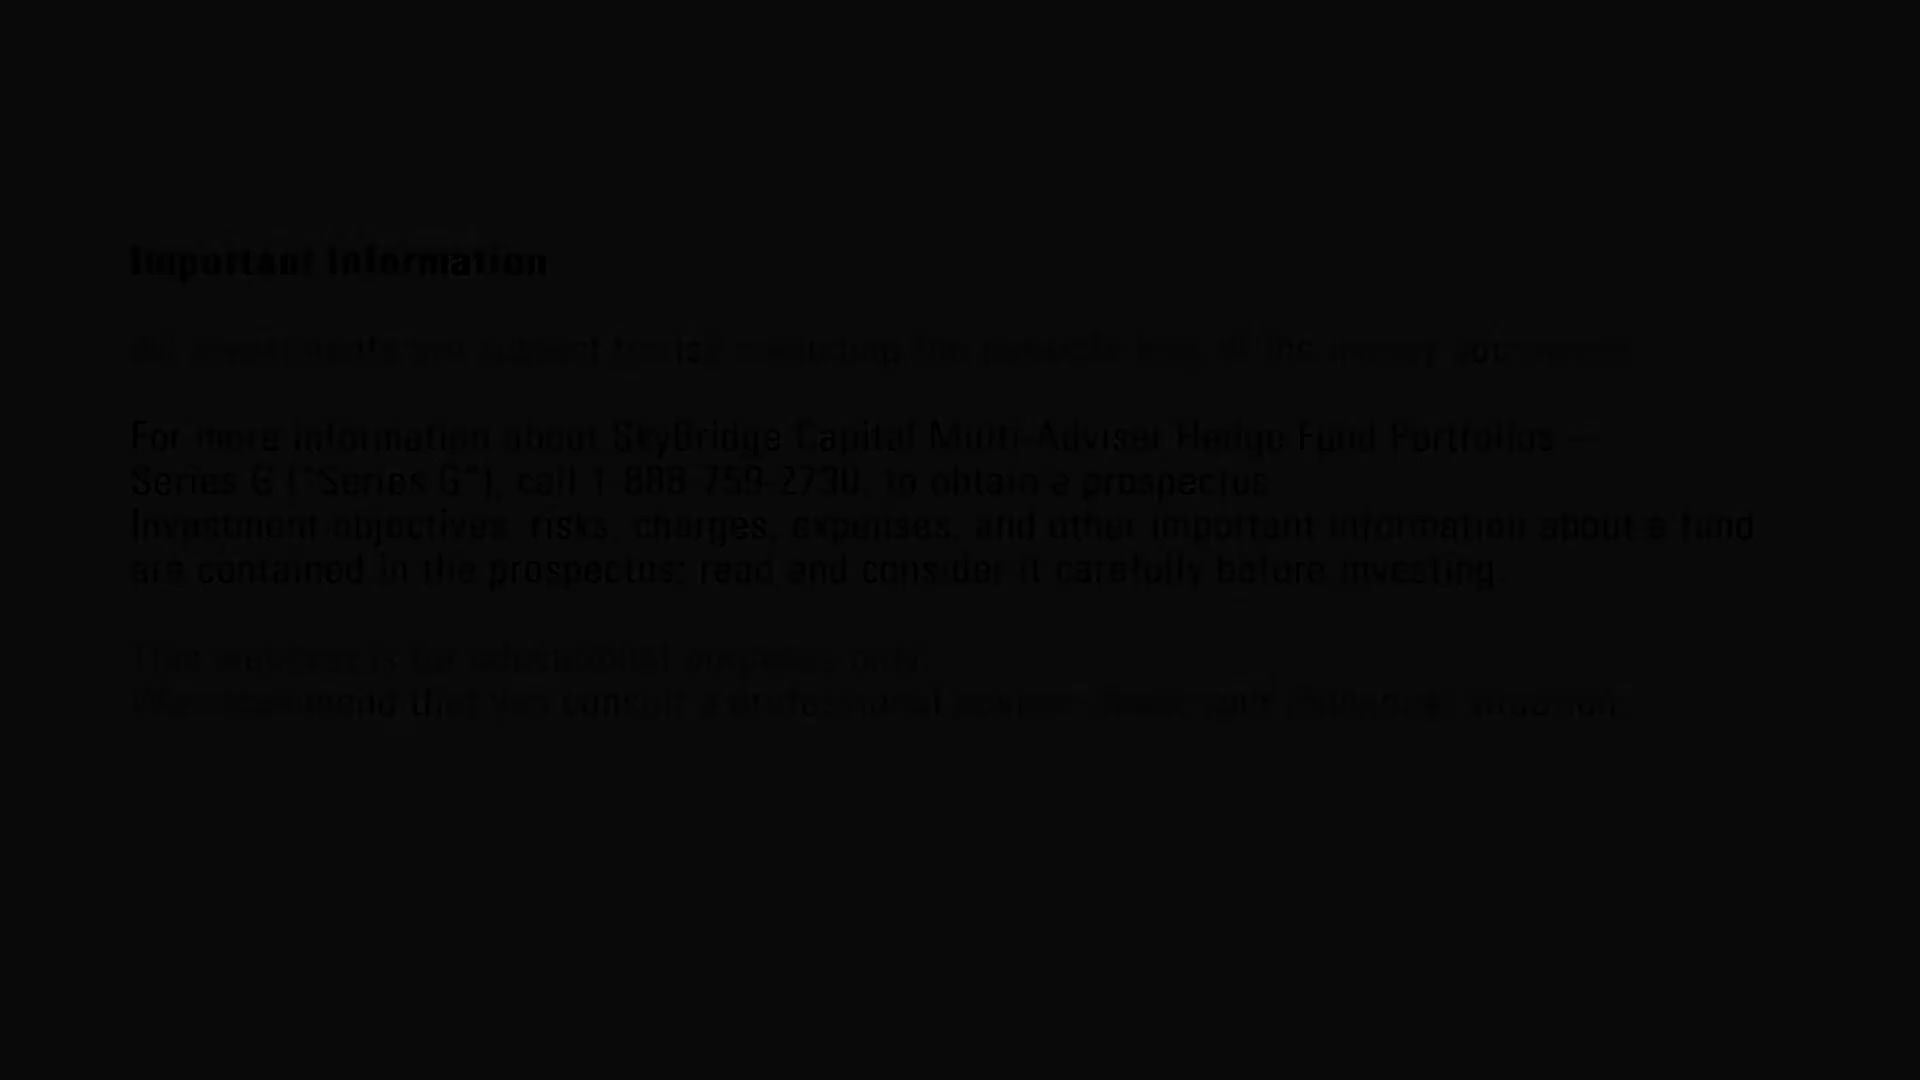 Important Information
All investments are subject to risk, including the possible loss of the money you invest.
For more information about SkyBridge Capital Multi-Adviser Hedge Fund Portfolios —
Series G ("Series G"), call 1-888-759-2730, to obtain a prospectus
Investment objectives, risks, charges, expenses, and other important information about a fund
are contained in the prospectus; read and consider it carefully before investing.
This webcast is for educational purposes only.
We recommend that you consult a professional adviser about your financial situation.